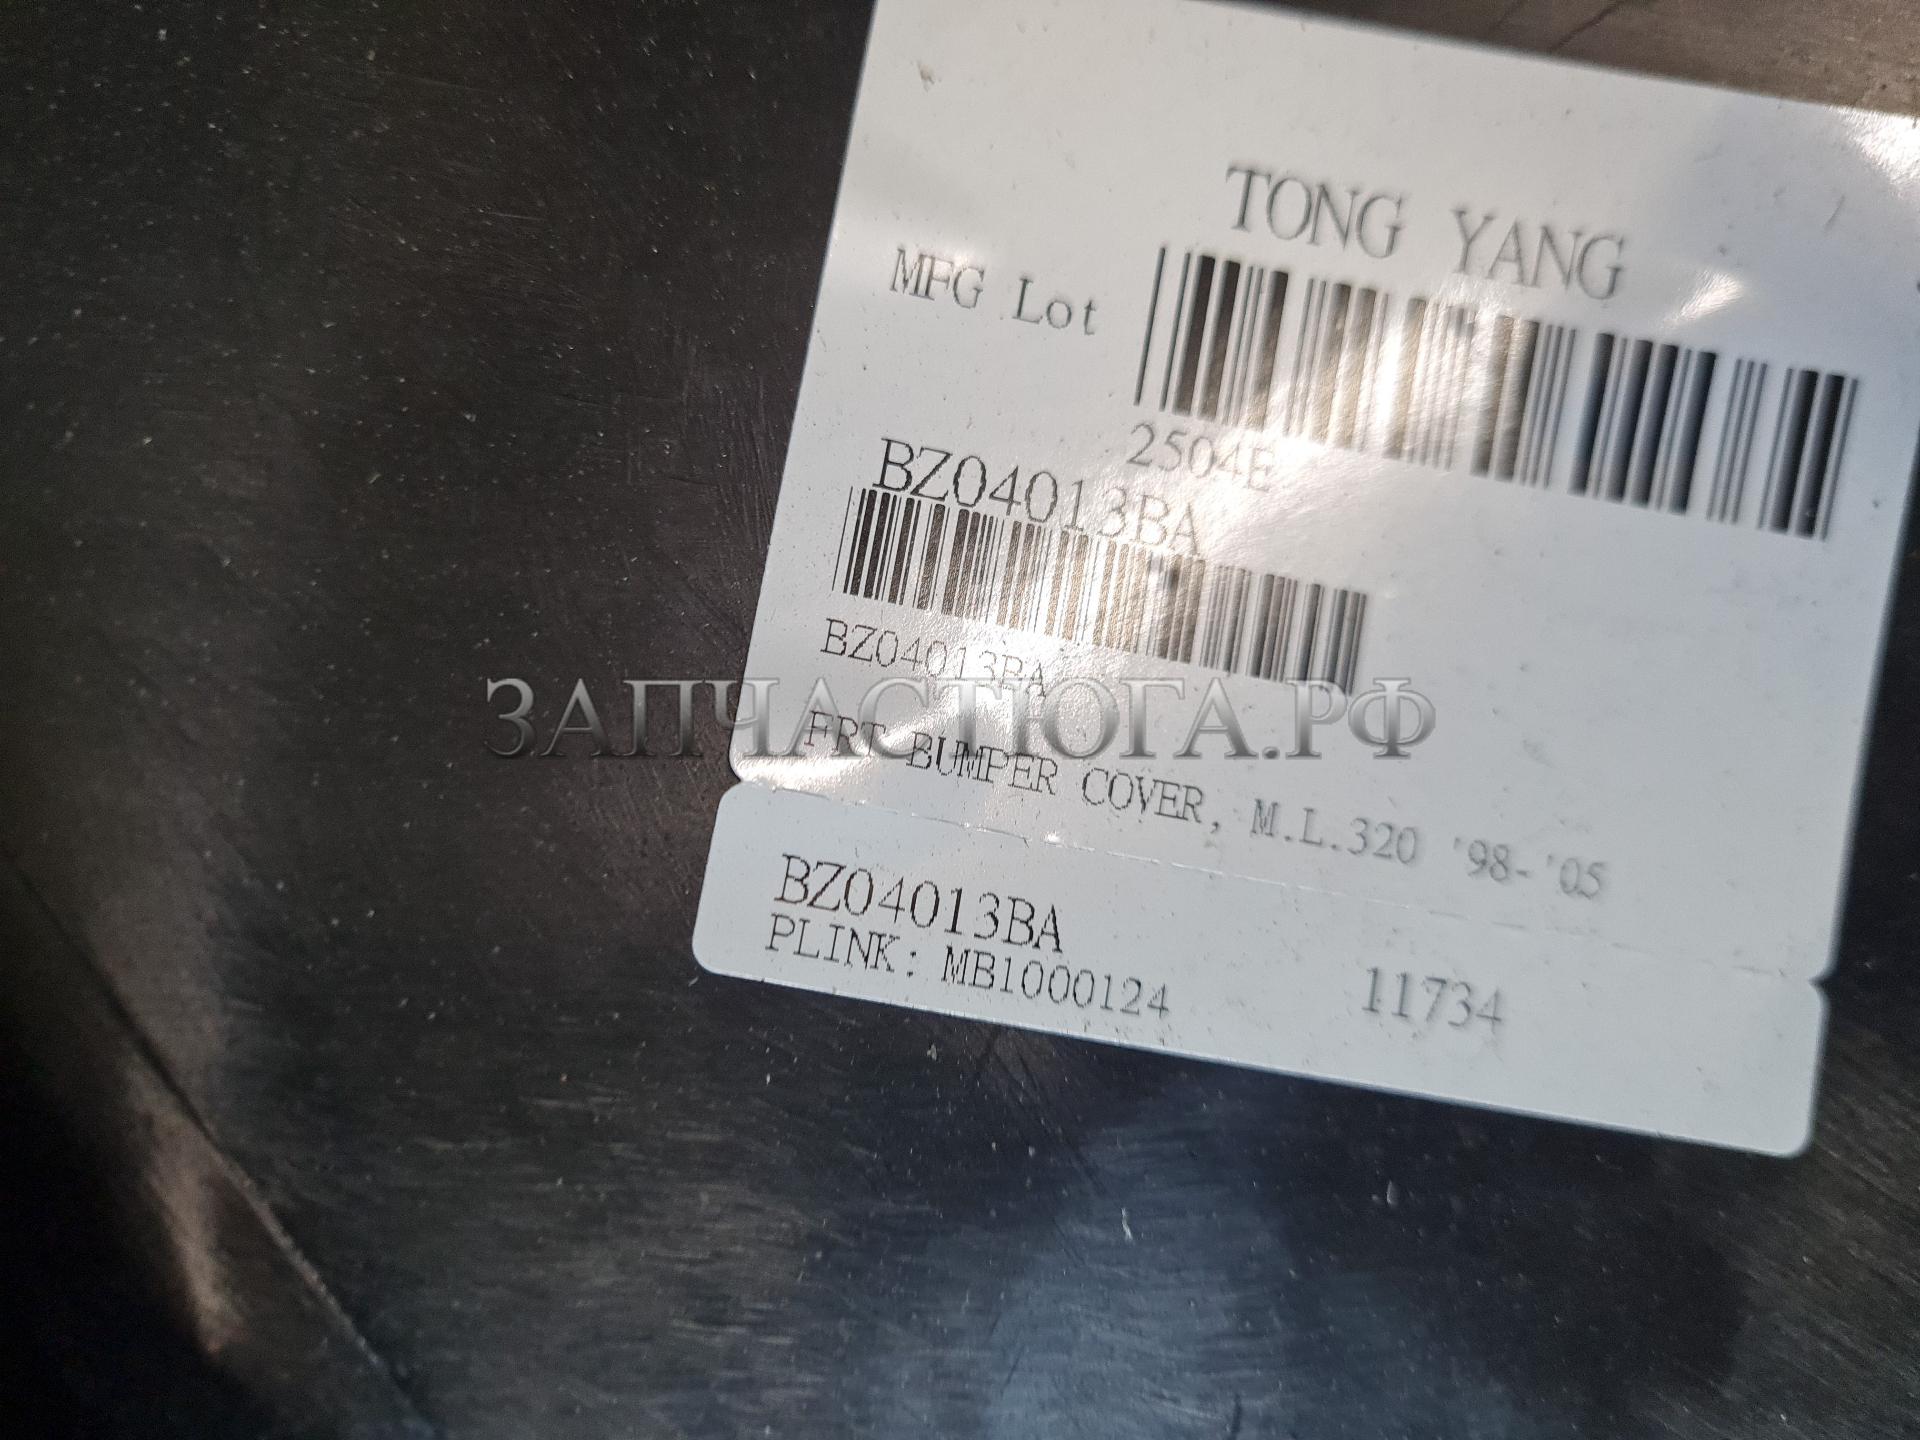 TONG YANG
MFG Lot
2504E
BZ04013BA
BZ04013BA
ЗАПЧАСТЮГА.РФ
FRT BUMPER COVER, M.L.320 '98-'05
BZ04013BA
PLINK: MB1000124 11734